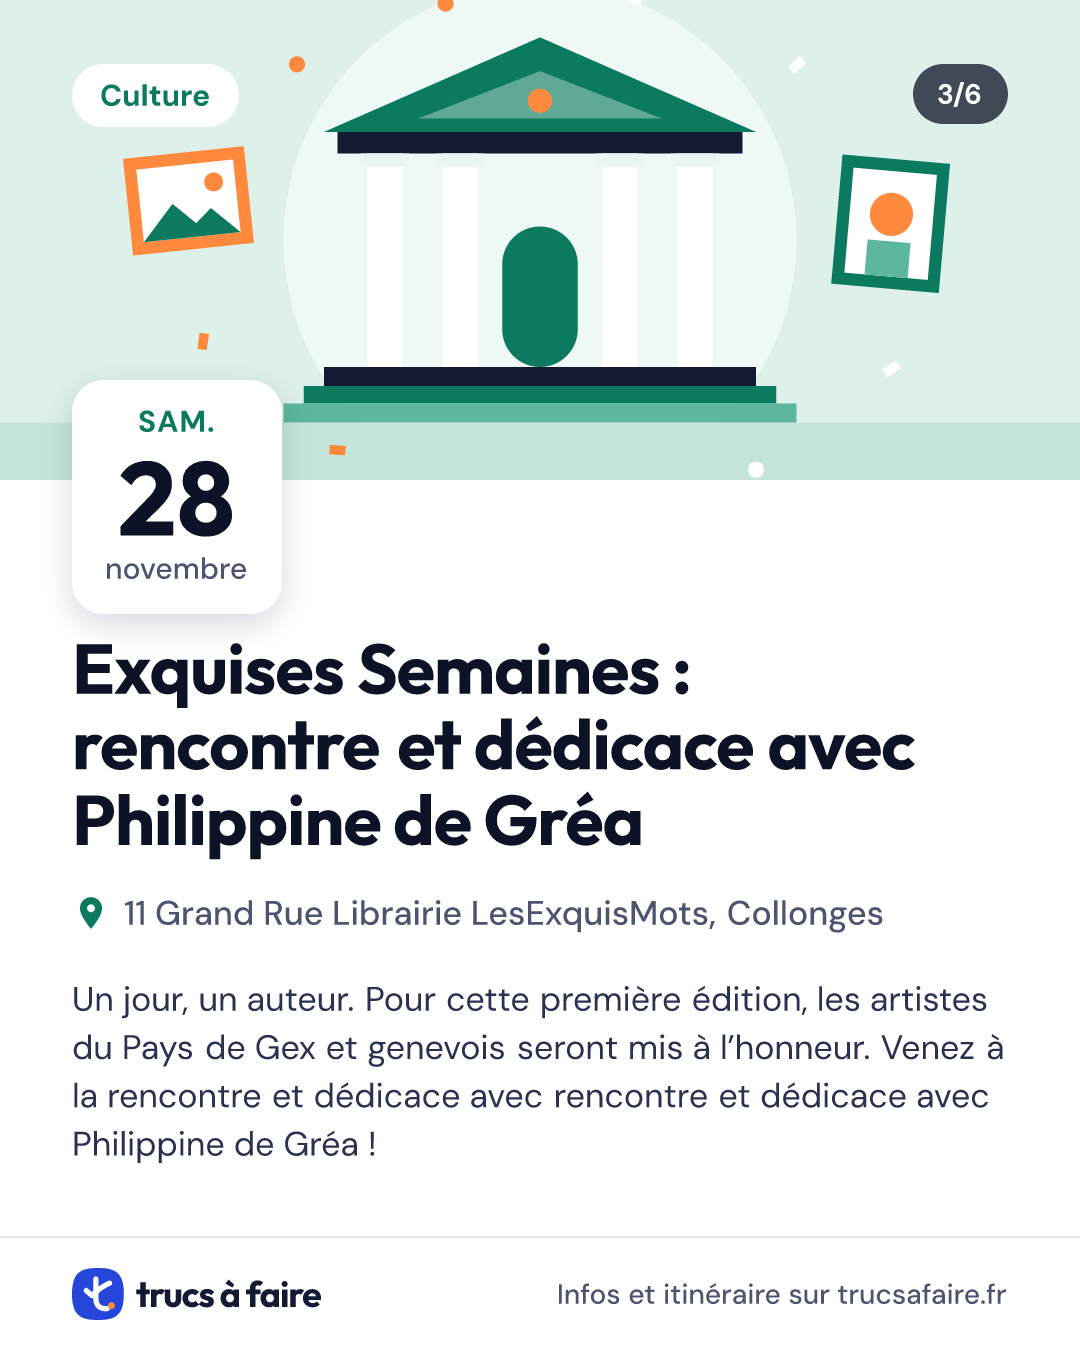 Culture
3/6
SAM.
28
novembre
Exquises Semaines :
rencontre et dédicace avec
Philippine de Gréa
11 Grand Rue Librairie LesExquisMots, Collonges
Un jour, un auteur. Pour cette première édition, les artistes
du Pays de Gex et genevois seront mis à l’honneur. Venez à
la rencontre et dédicace avec rencontre et dédicace avec
Philippine de Gréa !
trucs à faire
Infos et itinéraire sur trucsafaire.fr